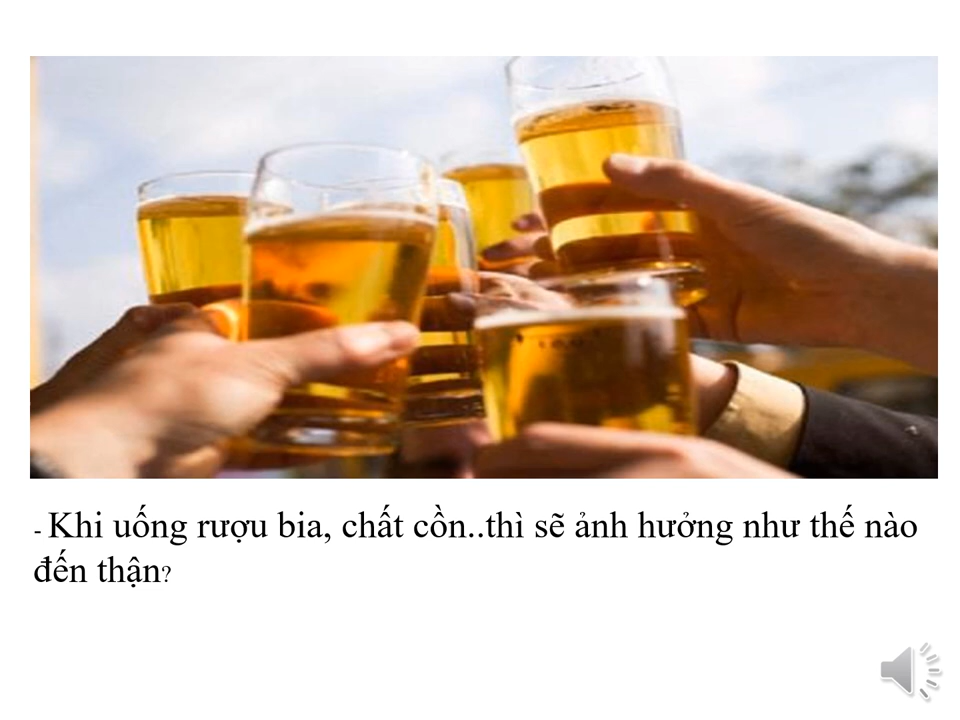 - Khi uống rượu bia, chất cồn..thì sẽ ảnh hưởng như thế nào
đến thận?